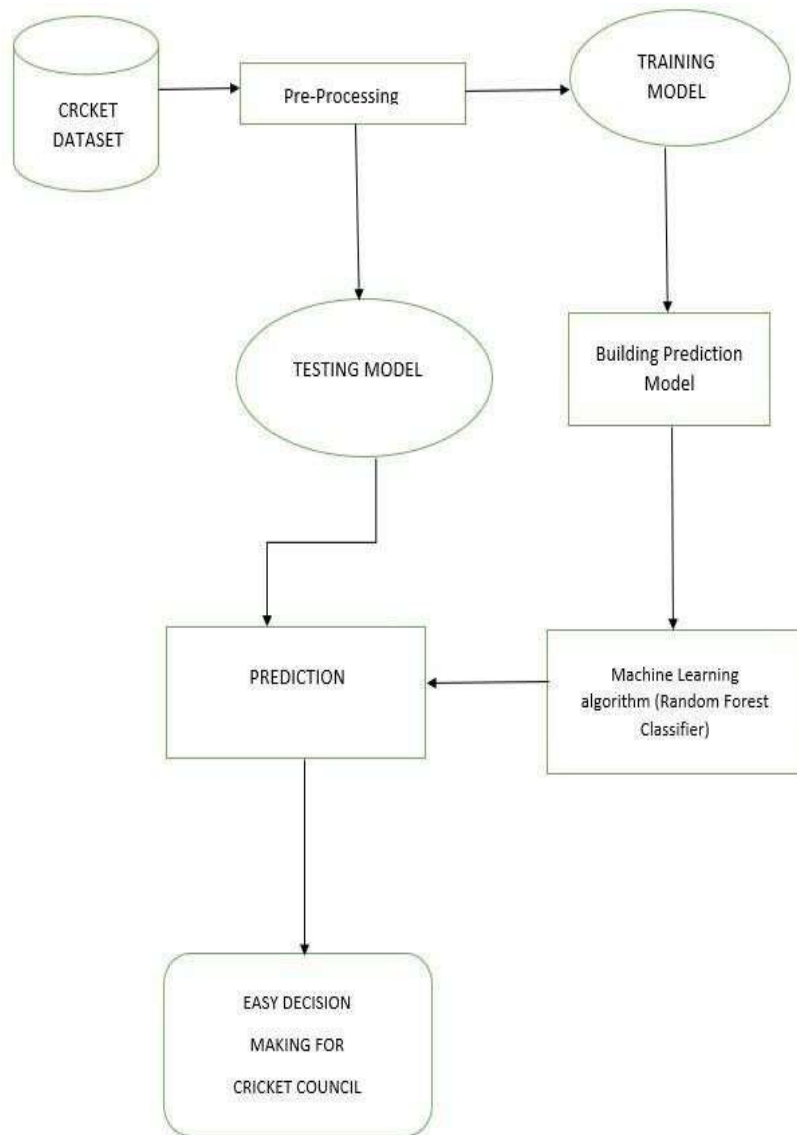 CRCKET
DATASET
Pre-Processing
TRAINING
MODEL
TESTING MODEL
Building Prediction
Model
PREDICTION
Machine Learning
algorithm (Random Forest
Classifier)
EASY DECISION
MAKING FOR
CRICKET COUNCIL